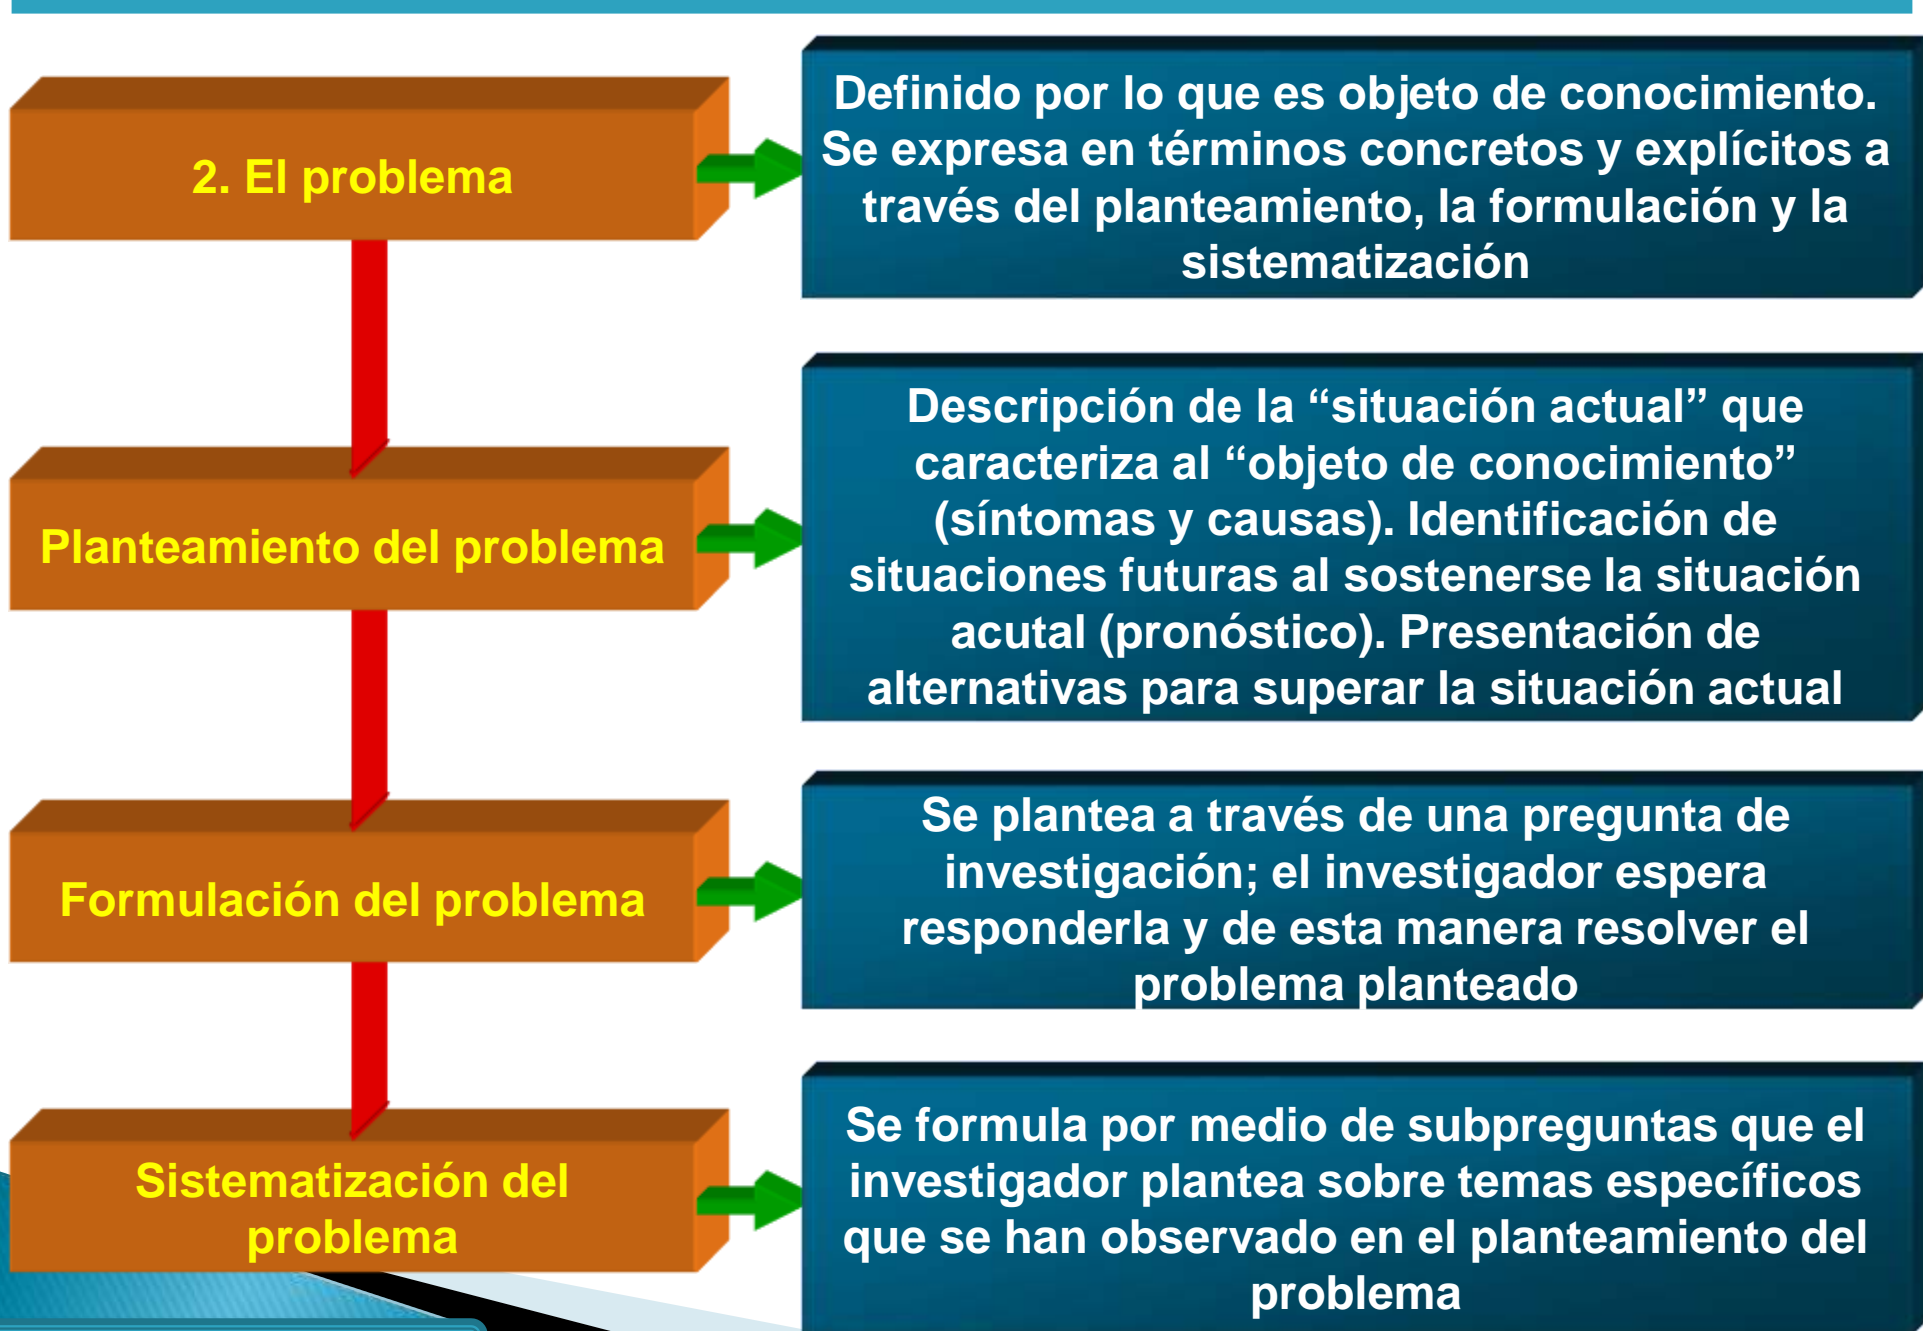 2. El problema
Definido por lo que es objeto de conocimiento.
Se expresa en términos concretos y explícitos a
través del planteamiento, la formulación y la
sistematización
Planteamiento del problema
Descripción de la “situación actual” que
caracteriza al “objeto de conocimiento”
(síntomas y causas). Identificación de
situaciones futuras al sostenerse la situación
acutal (pronóstico). Presentación de
alternativas para superar la situación actual
Formulación del problema
Se plantea a través de una pregunta de
investigación; el investigador espera
responderla y de esta manera resolver el
problema planteado
Sistematización del
problema
Se formula por medio de subpreguntas que el
investigador plantea sobre temas específicos
que se han observado en el planteamiento del
problema